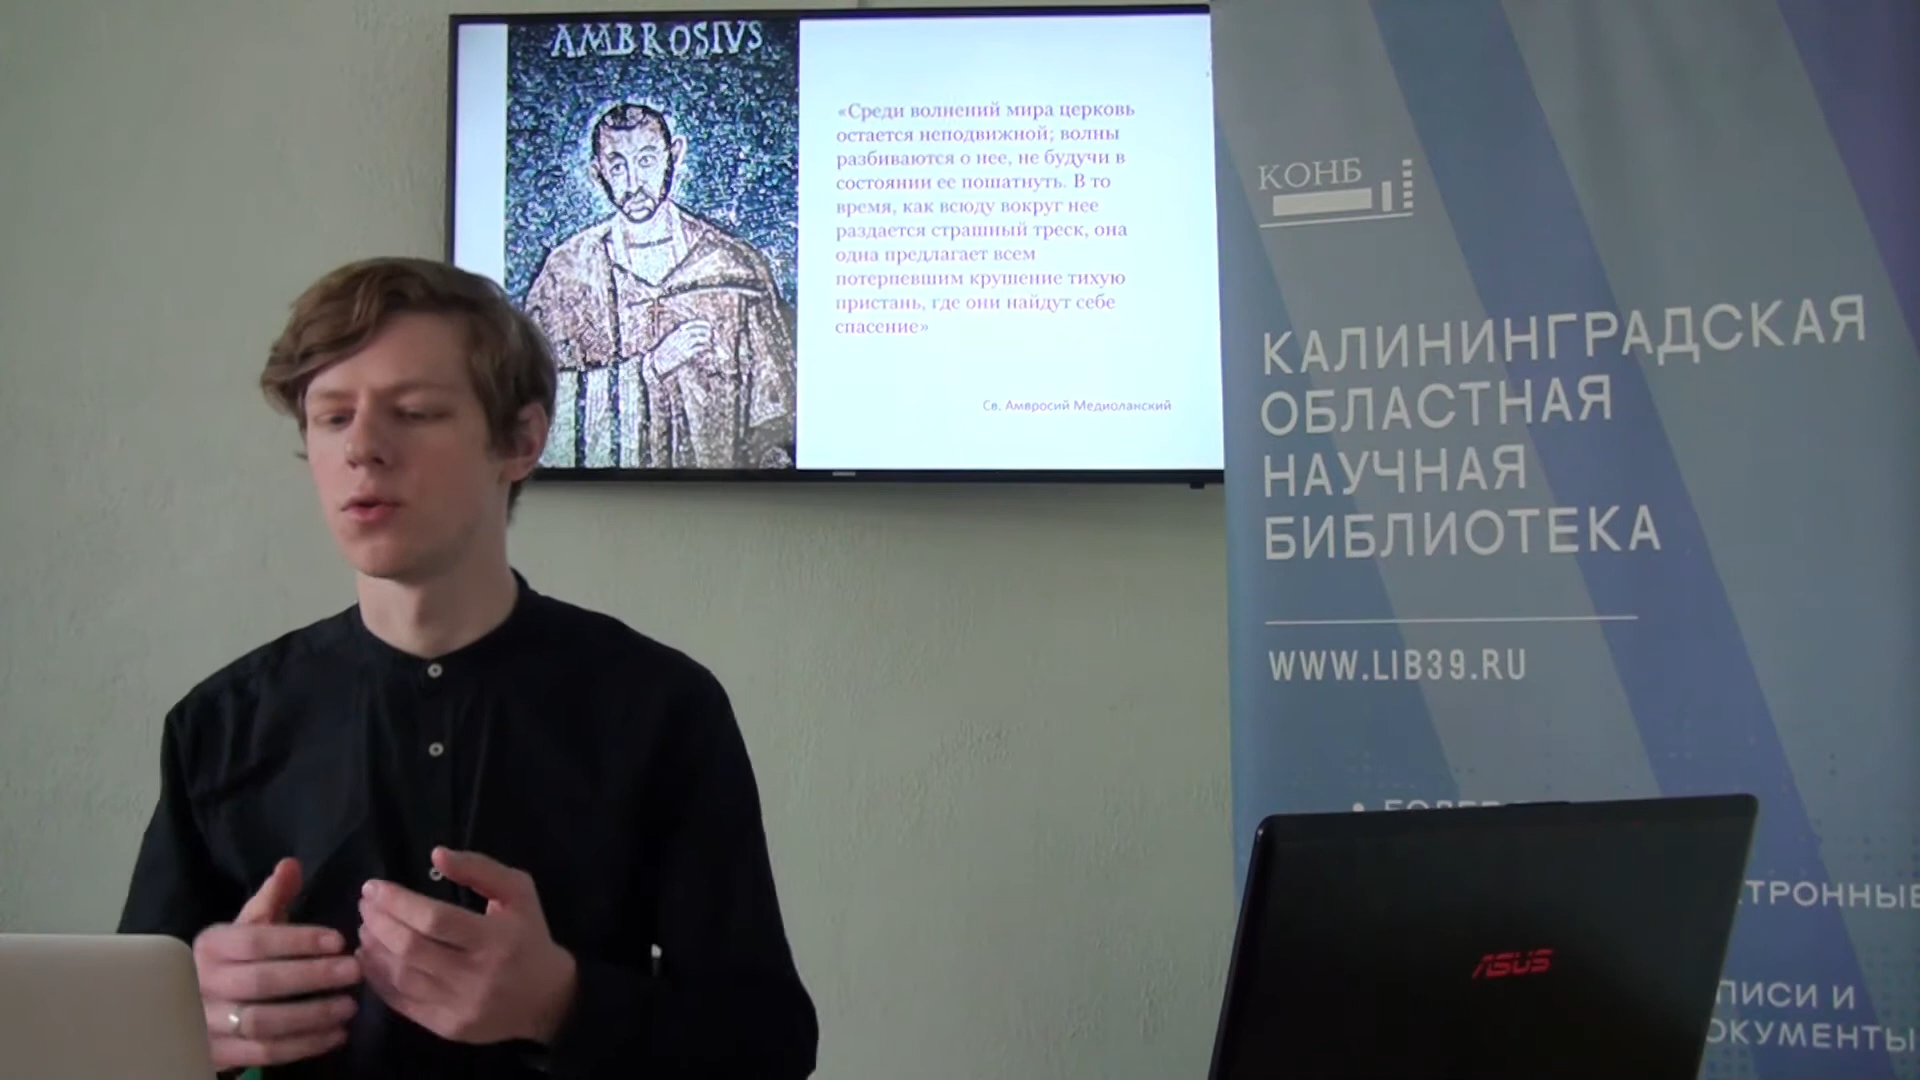 AMBROSIVS
«Среди волнений мира церковь
остается неподвижной; волны
разбиваются о нее, не будучи в
состоянии ее пошатнуть. В то
время, как всюду вокруг нее
раздается страшный треск, она
одна предлагает всем
потерпевшим крушение тихую
пристань, где они найдут себе
спасение»
Св. Амвросий Медиоланский
КОНБ
КАЛИНИНГРАДСКАЯ
ОБЛАСТНАЯ
НАУЧНАЯ
БИБЛИОТЕКА
WWW.LIB39.RU
ТРОННЫЕ
ПИСИ И
ОКУМЕНТЫ
ASUS